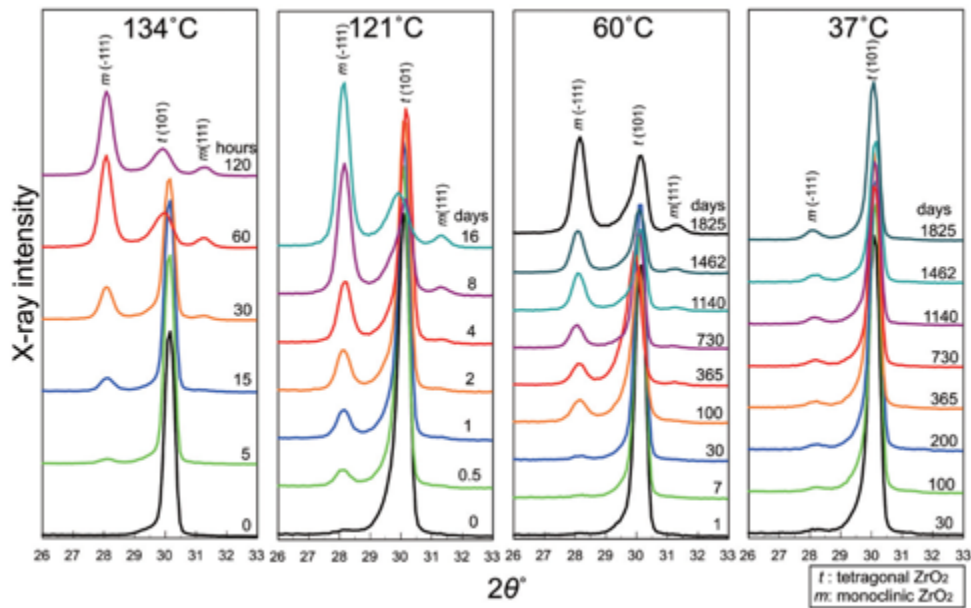 134°C
121°C
60°C
37°C
m (-111)
t (101)
m(111)
hours
120
60
30
15
5
0
m (-111)
t (101)
m(111)
days
16
8
4
2
1
0.5
0
m (-111)
t (101)
m(111)
days
1825
1462
1140
730
365
100
30
7
1
m (-111)
t (101)
days
1825
1462
1140
730
365
200
100
30
X-ray intensity
26 27 28 29 30 31 32 33
26 27 28 29 30 31 32 33
26 27 28 29 30 31 32 33
26 27 28 29 30 31 32 33
2θ°
t : tetragonal ZrO₂
m: monoclinic ZrO₂